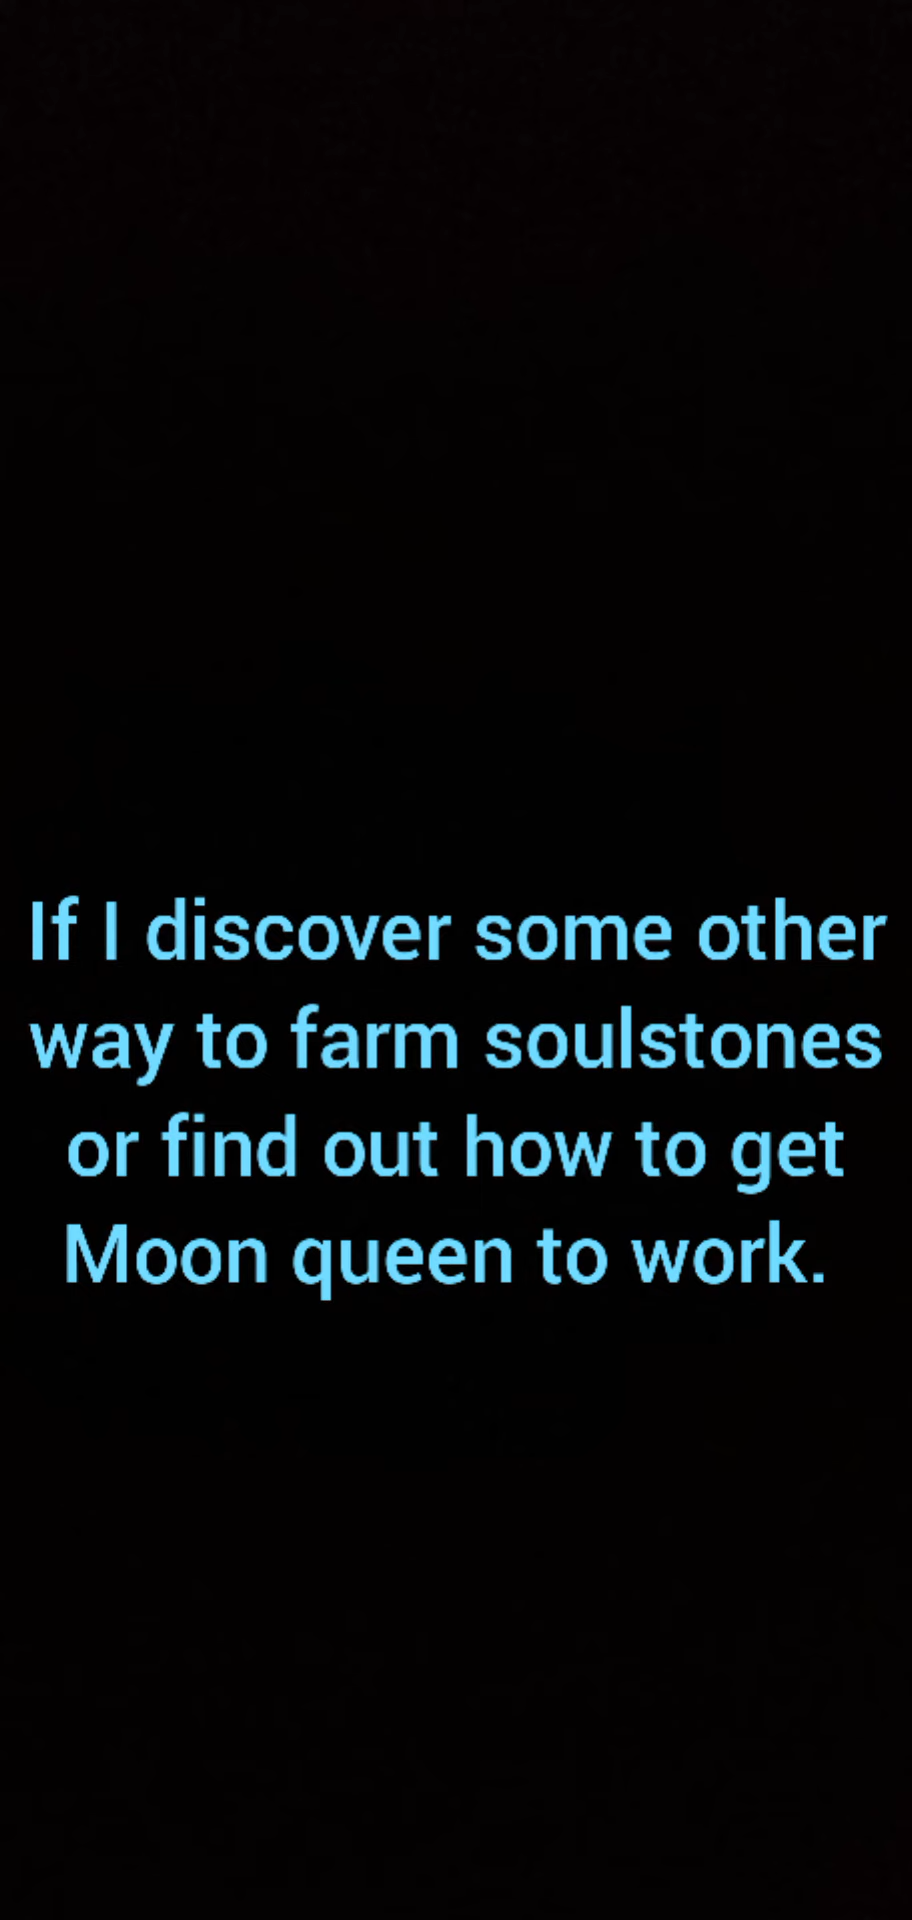 If I discover some other
way to farm soulstones
or find out how to get
Moon queen to work.